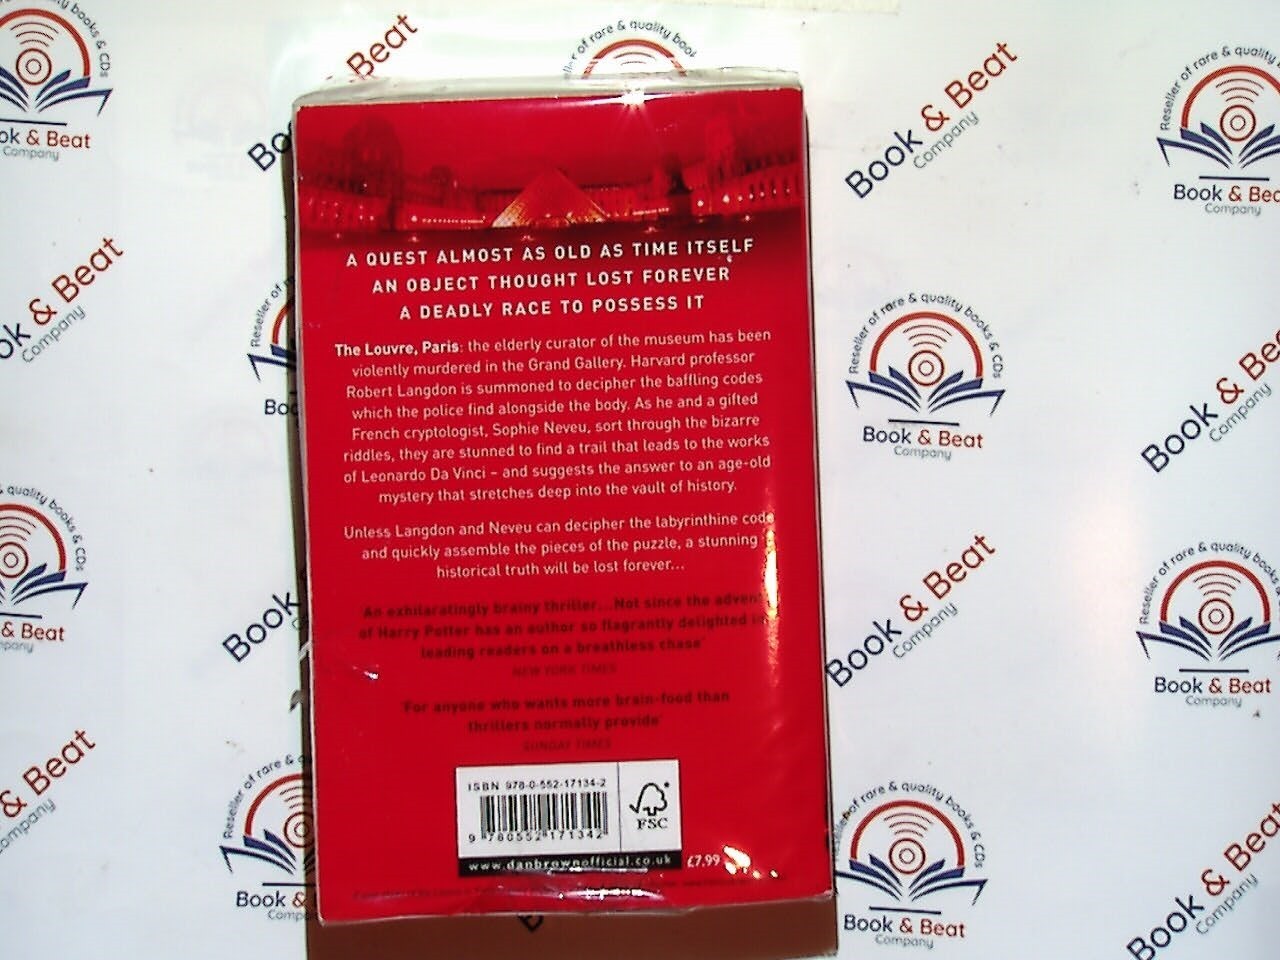 A QUEST ALMOST AS OLD AS TIME ITSELF
AN OBJECT THOUGHT LOST FOREVER
A DEADLY RACE TO POSSESS IT
The Louvre, Paris: the elderly curator of the museum has been
violently murdered in the Grand Gallery. Harvard professor
Robert Langdon is summoned to decipher the baffling codes
which the police find alongside the body. As he and a gifted
French cryptologist, Sophie Neveu, sort through the bizarre
riddles, they are stunned to find a trail that leads to the works
of Leonardo Da Vinci – and suggests the answer to an age-old
mystery that stretches deep into the vault of history.
Unless Langdon and Neveu can decipher the labyrinthine code
and quickly assemble the pieces of the puzzle, a stunning
historical truth will be lost forever...
An exhilaratingly brainy thriller...Not since the advent
of Harry Potter has an author so flagrantly delighted in
leading readers on a breathless chase'
NEW YORK TIMES
'For anyone who wants more brain-food than
thrillers normally provide'
SUNDAY TIMES
ISBN 978-0-552-17134-2
9 780552 171342
FSC
www.danbrownofficial.co.uk
£7.99
Reseller of rare & quality books & CDs
Book & Beat
Company